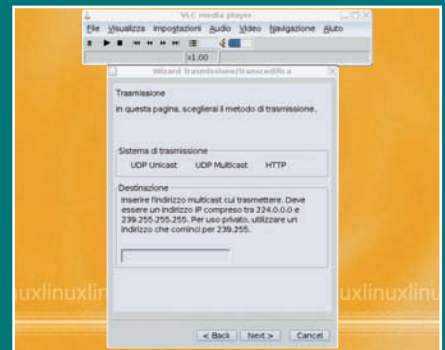 VLC media player
File Visualizza Impostazioni Audio Video Navigazione Aiuto
x1.00
Wizard Trasmissione/Transcodifica
Trasmissione
In questa pagina, sceglierai il metodo di trasmissione.
Sistema di trasmissione
UDP Unicast UDP Multicast HTTP
Destinazione
Inserire l'indirizzo multicast cui trasmettere. Deve
essere un indirizzo IP compreso tra 224.0.0.0 e
239.255.255.255. Per uso privato, utilizzare un
indirizzo che cominci per 239.255.
uxlinuxlin
uxlinuxlin
< Back Next > Cancel